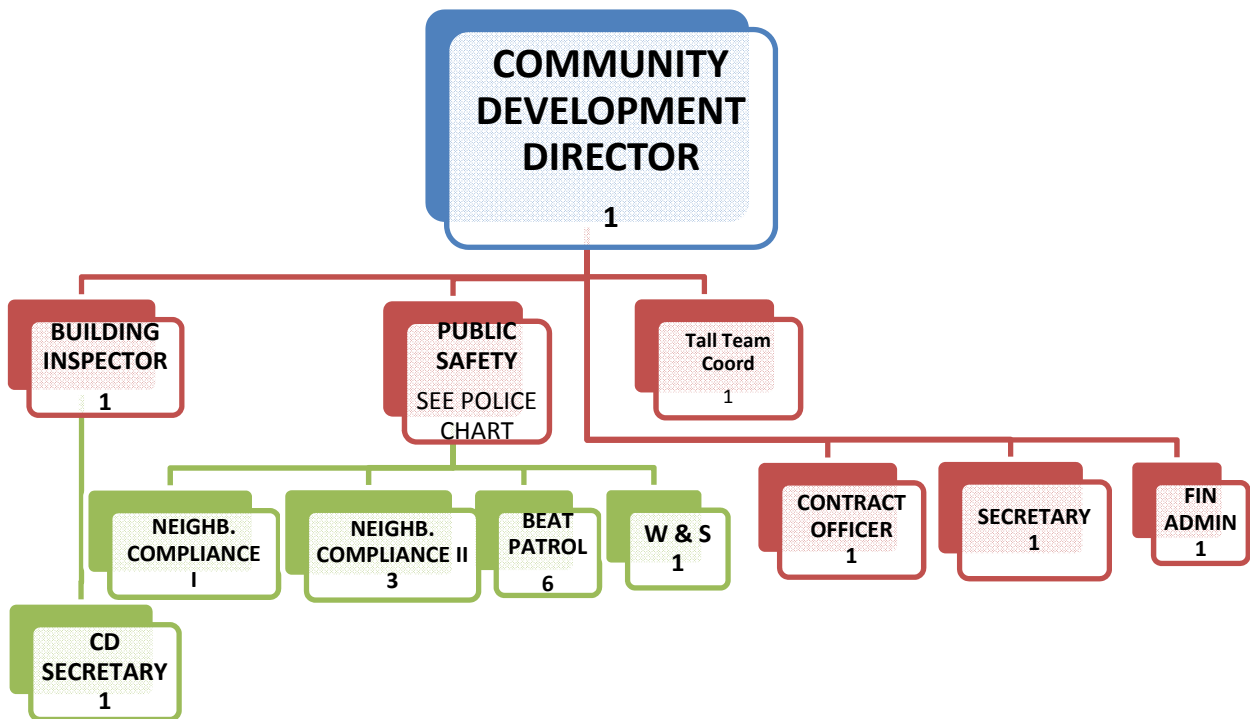 COMMUNITY
DEVELOPMENT
DIRECTOR
1
BUILDING
INSPECTOR
1
PUBLIC
SAFETY
SEE POLICE
CHART
Tall Team
Coord
1
CONTRACT
OFFICER
1
SECRETARY
1
FIN
ADMIN
1
NEIGHB.
COMPLIANCE
I
NEIGHB.
COMPLIANCE II
3
BEAT
PATROL
6
W & S
1
CD
SECRETARY
1